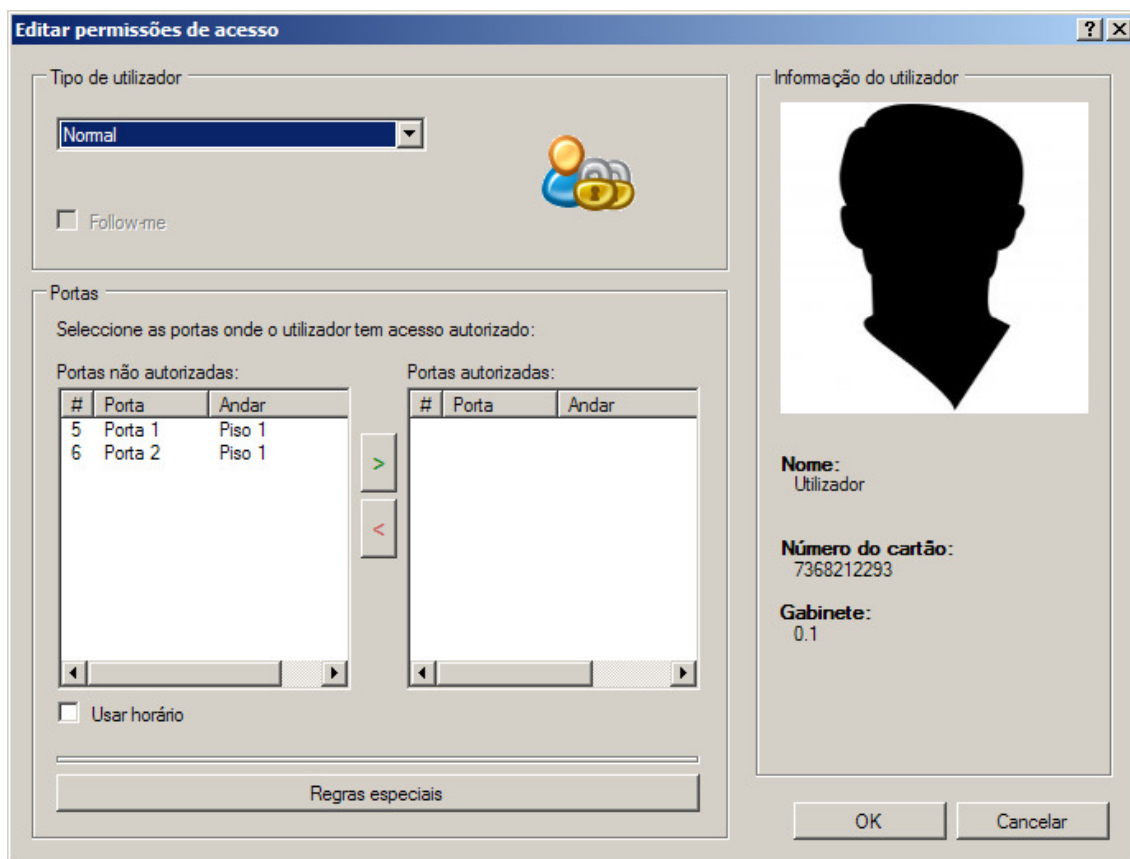 Editar permissões de acesso
Tipo de utilizador
Normal
Follow-me
Portas
Seleccione as portas onde o utilizador tem acesso autorizado:
Portas não autorizadas:
# Porta Andar
5 Porta 1 Piso 1
6 Porta 2 Piso 1
>
<
Portas autorizadas:
# Porta Andar
Usar horário
Regras especiais
Informação do utilizador
Nome:
Utilizador
Número do cartão:
7368212293
Gabinete:
0.1
OK Cancelar